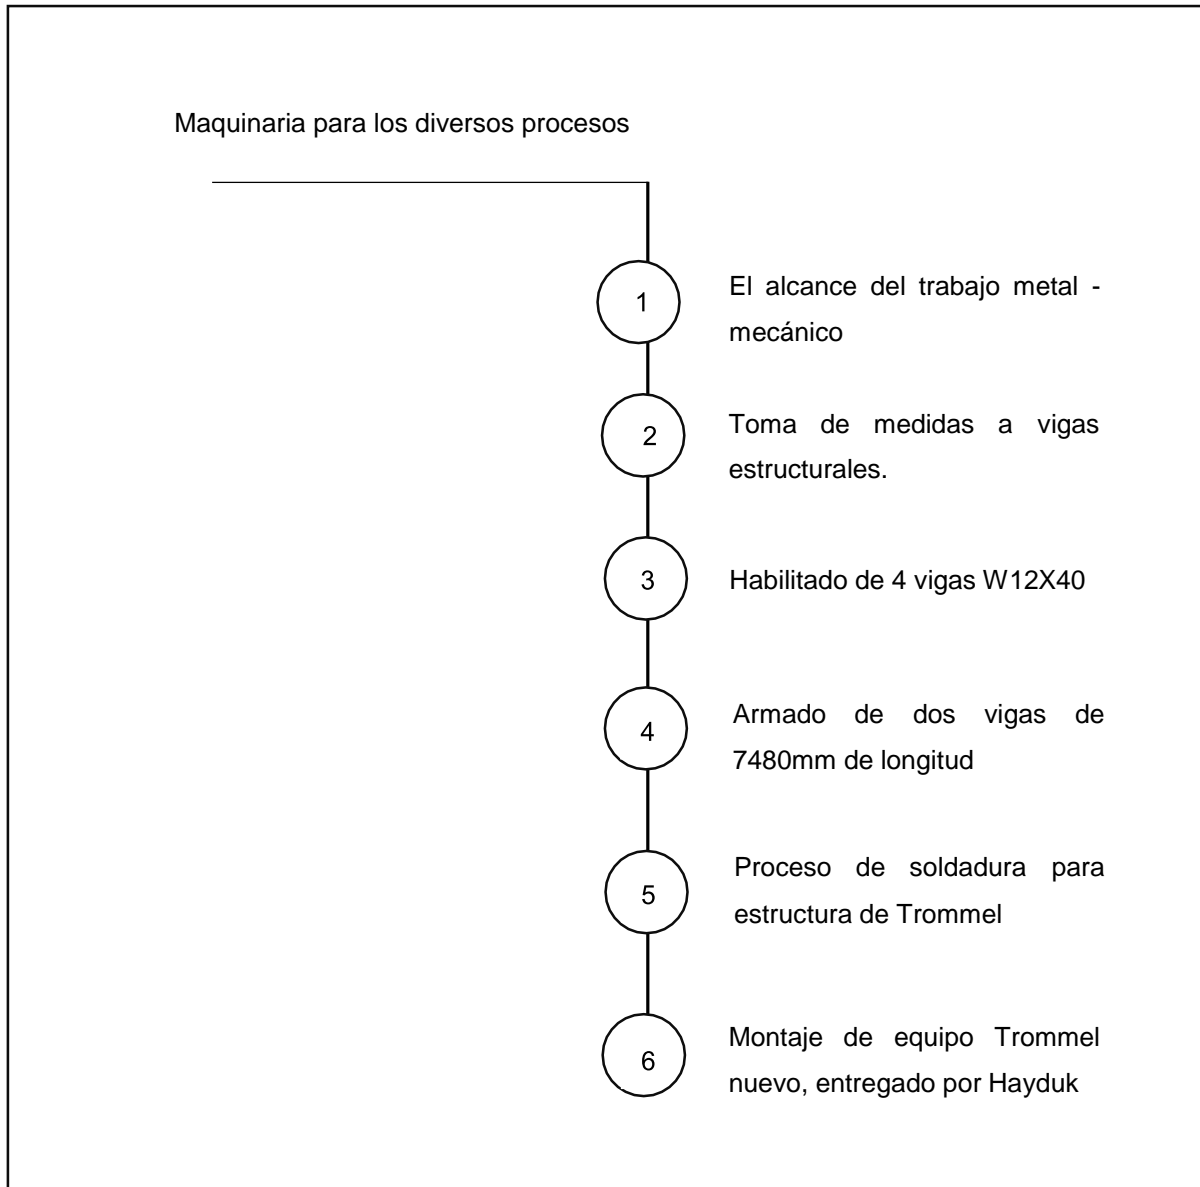 Maquinaria para los diversos procesos
1
El alcance del trabajo metal -
mecánico
2
Toma de medidas a vigas
estructurales.
3
Habilitado de 4 vigas W12X40
4
Armado de dos vigas de
7480mm de longitud
5
Proceso de soldadura para
estructura de Trommel
6
Montaje de equipo Trommel
nuevo, entregado por Hayduk